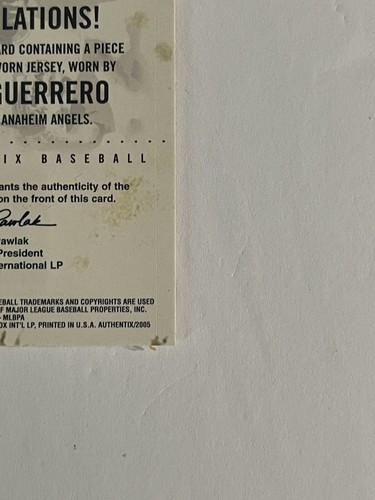 LATIONS!
ARD CONTAINING A PIECE
WORN JERSEY, WORN BY
GUERRERO
ANAHEIM ANGELS.
IX BASEBALL
ants the authenticity of the
on the front of this card.
Pawlak
Pawlak
President
ernational LP
EBALL TRADEMARKS AND COPYRIGHTS ARE USED
F MAJOR LEAGUE BASEBALL PROPERTIES, INC.
MLBPA
OX INT'L LP, PRINTED IN U.S.A. AUTHENTIX/2005